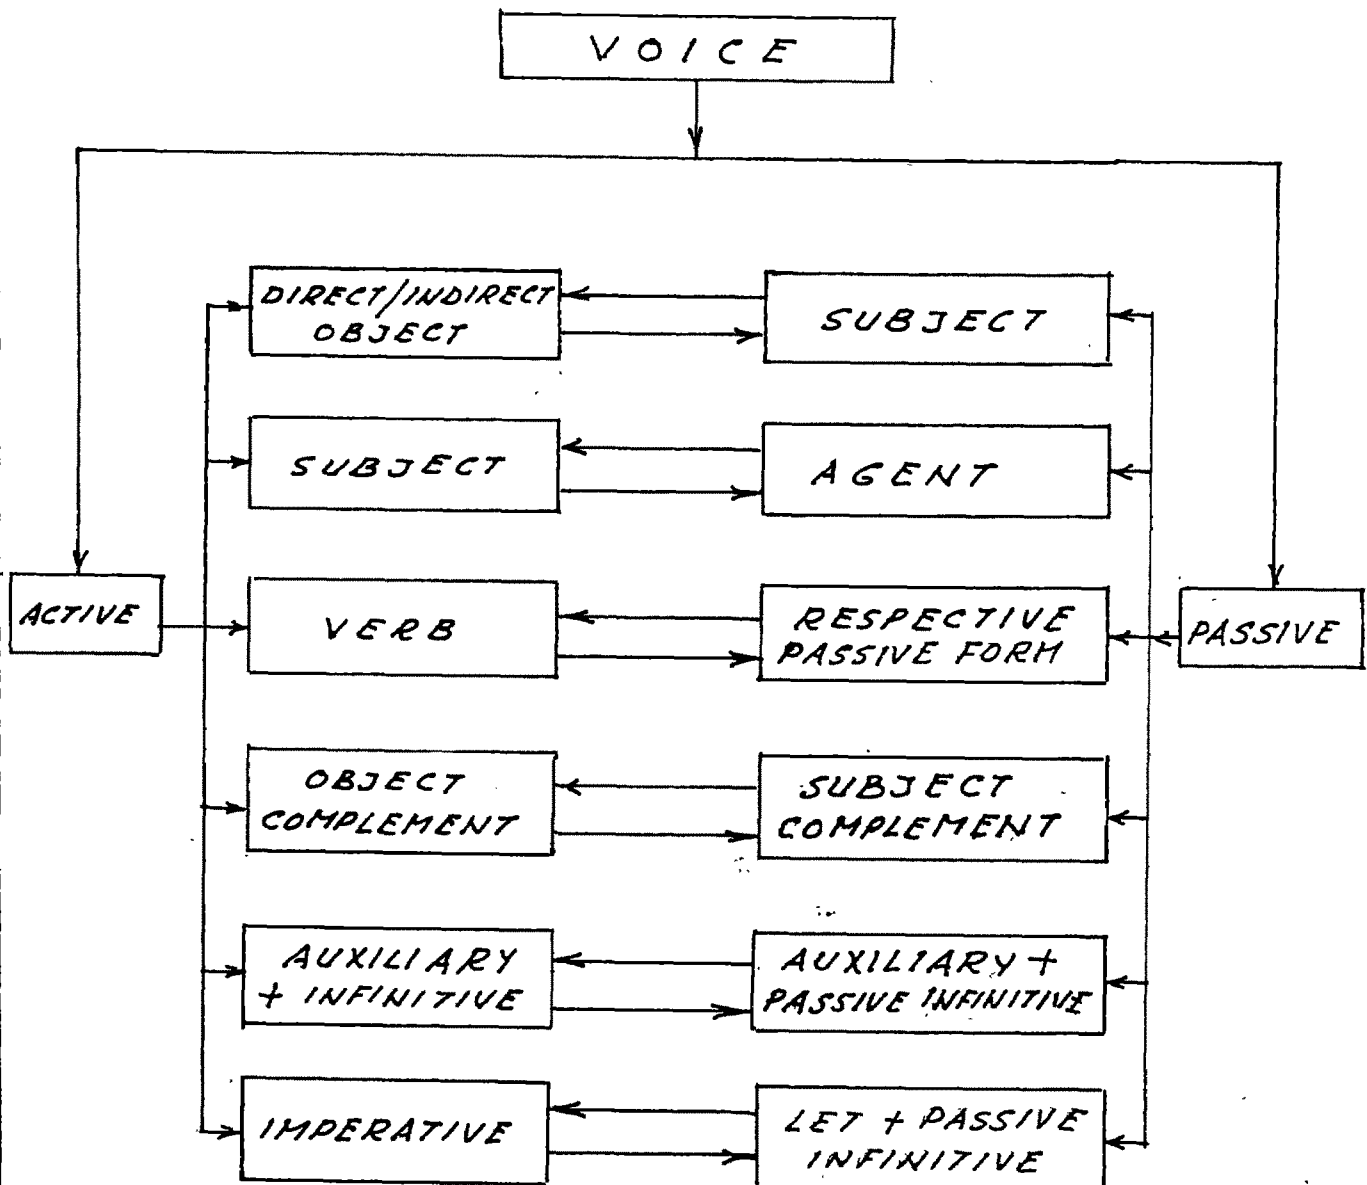 VOICE
DIRECT/INDIRECT
OBJECT
SUBJECT
SUBJECT
AGENT
ACTIVE
VERB
RESPECTIVE
PASSIVE FORM
PASSIVE
OBJECT
COMPLEMENT
SUBJECT
COMPLEMENT
AUXILIARY
+ INFINITIVE
AUXILIARY +
PASSIVE INFINITIVE
IMPERATIVE
LET + PASSIVE
INFINITIVE